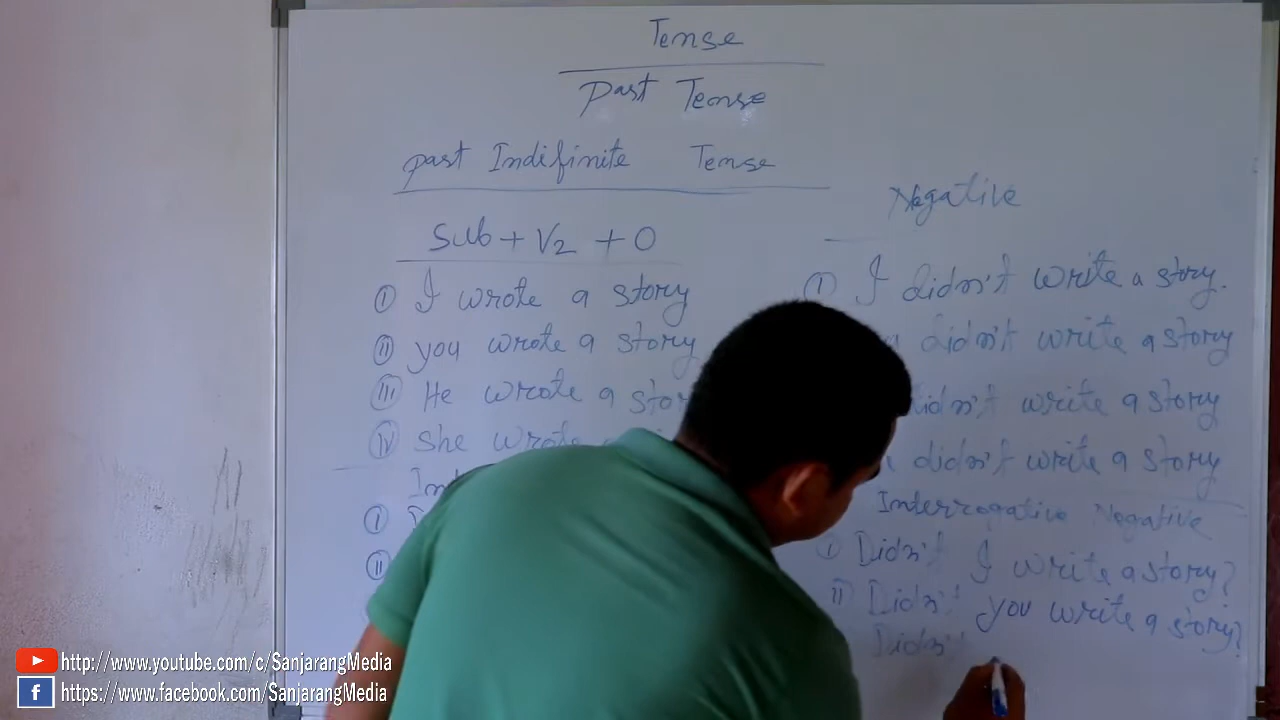 Tense
Past Tense
past Indifinite Tense
Sub + V2 + O
I I wrote a story
II you wrote a story
III He wrote a
IV she wrote
I
II
Negative
I I didn't write a story.
didn't write a story
didn't write a story
didn't write a story
Interrogative Negative
I Didn't I write a story?
II Didn't you write a story?
Didn't
http://www.youtube.com/c/SanjarangMedia
https://www.facebook.com/SanjarangMedia